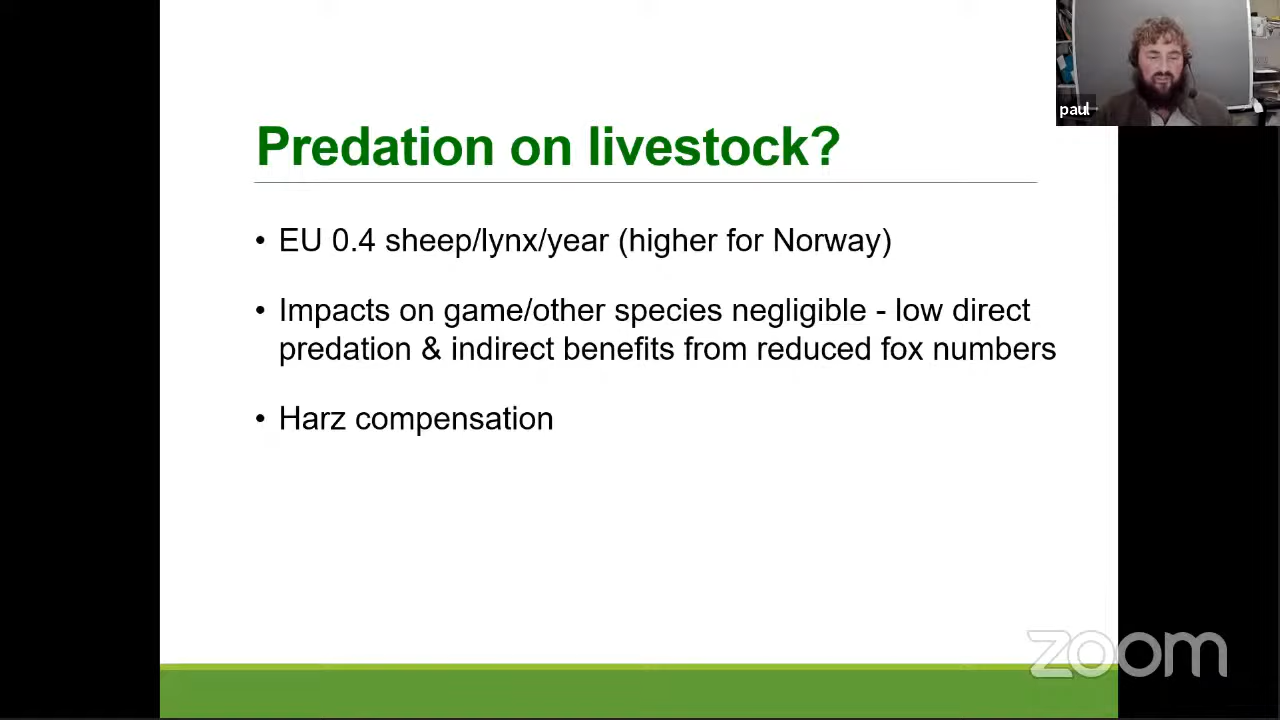 paul
Predation on livestock?
• EU 0.4 sheep/lynx/year (higher for Norway)
• Impacts on game/other species negligible - low direct
predation & indirect benefits from reduced fox numbers
• Harz compensation
zoom